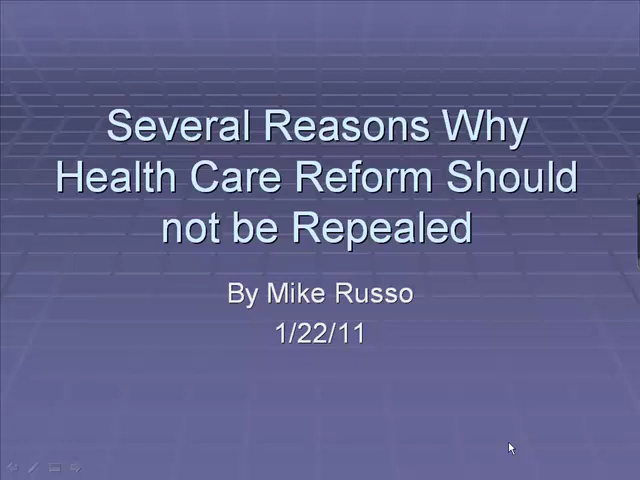 Several Reasons Why
Health Care Reform Should
not be Repealed
By Mike Russo
1/22/11